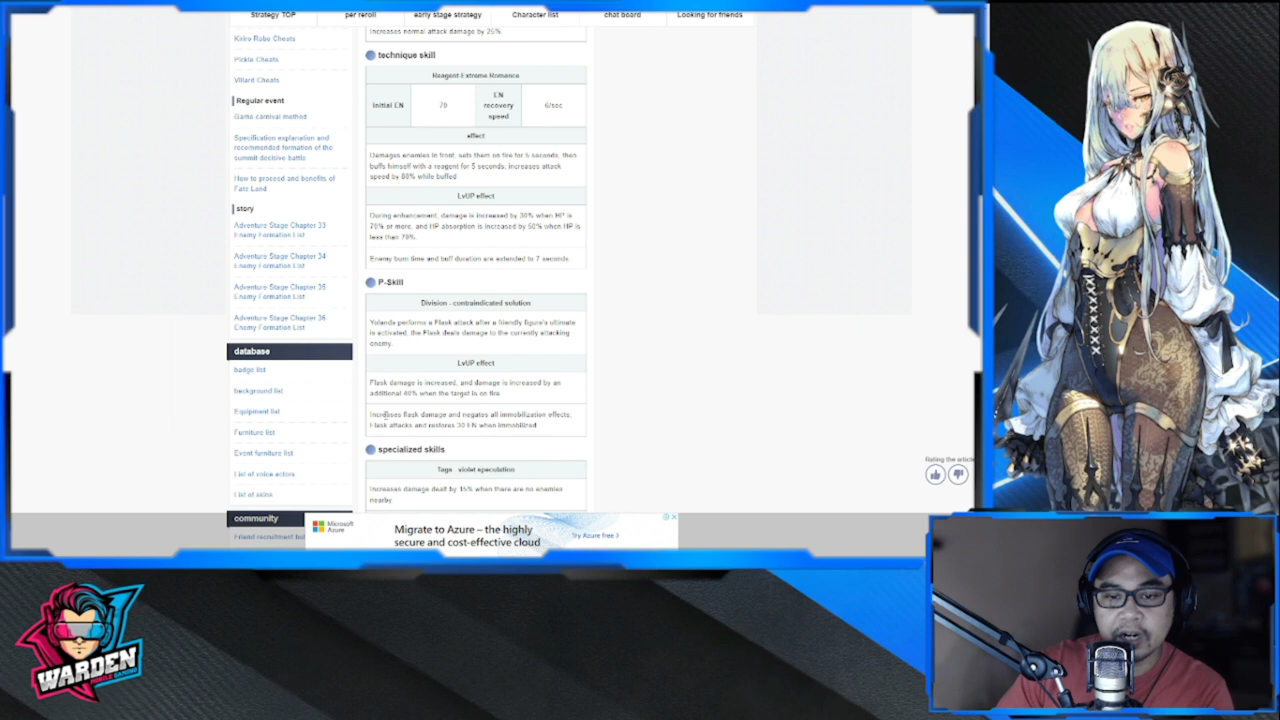 Strategy TOP
per reroll
early stage strategy
Character list
chat board
Looking for friends
Kiriko Robo Cheats
Pickle Cheats
Villard Cheats
Regular event
Game carnival method
Specification explanation and
recommended formation of the
summit decisive battle
How to proceed and benefits of
Fate Land
story
Adventure Stage Chapter 33
Enemy Formation List
Adventure Stage Chapter 34
Enemy Formation List
Adventure Stage Chapter 35
Enemy Formation List
Adventure Stage Chapter 36
Enemy Formation List
database
badge list
background list
Equipment list
Furniture list
Event furniture list
List of voice actors
List of skins
community
Friend recruitment
Increases normal attack damage by 25%
technique skill
Reagent Extreme Romance
Initial EN
70
EN
recovery
speed
6/sec
effect
Damages enemies in front, sets them on fire for 5 seconds, then
buffs himself with a reagent for 5 seconds, increases attack
speed by 80% while buffed
LvUP effect
During enhancement, damage is increased by 30% when HP is
70% or more, and HP absorption is increased by 50% when HP is
less than 70%.
Enemy burn time and buff duration are extended to 7 seconds.
P-Skill
Division - contraindicated solution
Yolanda performs a Flask attack after a friendly figure's ultimate
is activated, the Flask deals damage to the currently attacking
enemy.
LvUP effect
Flask damage is increased, and damage is increased by an
additional 40% when the target is on fire
Increases flask damage and negates all immobilization effects,
Flask attacks and restores 30 EN when immobilized
specialized skills
Tags - violet speculation
Increases damage dealt by 15% when there are no enemies
nearby.
Microsoft
Azure
Migrate to Azure – the highly
secure and cost-effective cloud
Try Azure free
Rating the article
WARDEN
MOBILE GAMING